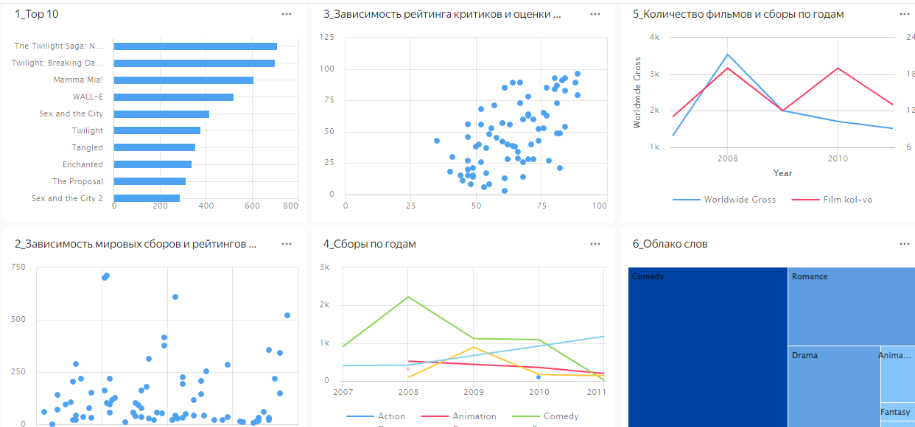 1_Top 10
The Twilight Saga: N...
Twilight: Breaking Da...
Mamma Mia!
WALL-E
Sex and the City
Twilight
Tangled
Enchanted
The Proposal
Sex and the City 2
0 200 400 600 800
3_Зависимость рейтинга критиков и оценки ...
125
100
75
50
25
0
0 25 50 75 100
5_Количество фильмов и сборы по годам
Worldwide Gross
4k 24
3k 18
2k 12
1k 6
2008 2010
Year
Worldwide Gross Film kol-vo
2_Зависимость мировых сборов и рейтингов ...
750
500
250
0
4_Сборы по годам
3k
2k
1k
0
2007 2008 2009 2010 2011
Action Animation Comedy
6_Облако слов
Comedy
Romance
Drama
Anima...
Fantasy